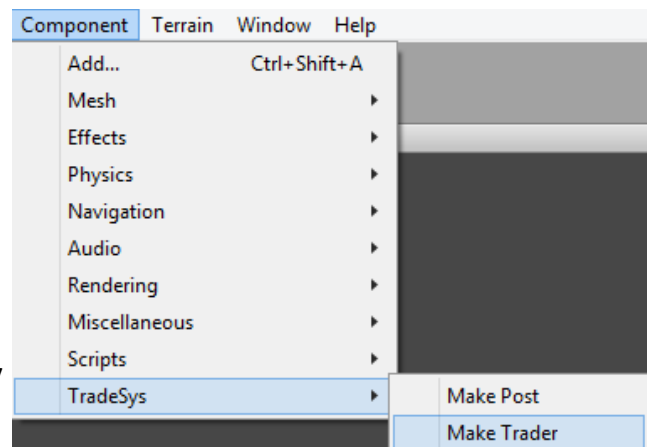 Component Terrain Window Help
Add... Ctrl+Shift+A
Mesh
Effects
Physics
Navigation
Audio
Rendering
Miscellaneous
Scripts
TradeSys
Make Post
Make Trader